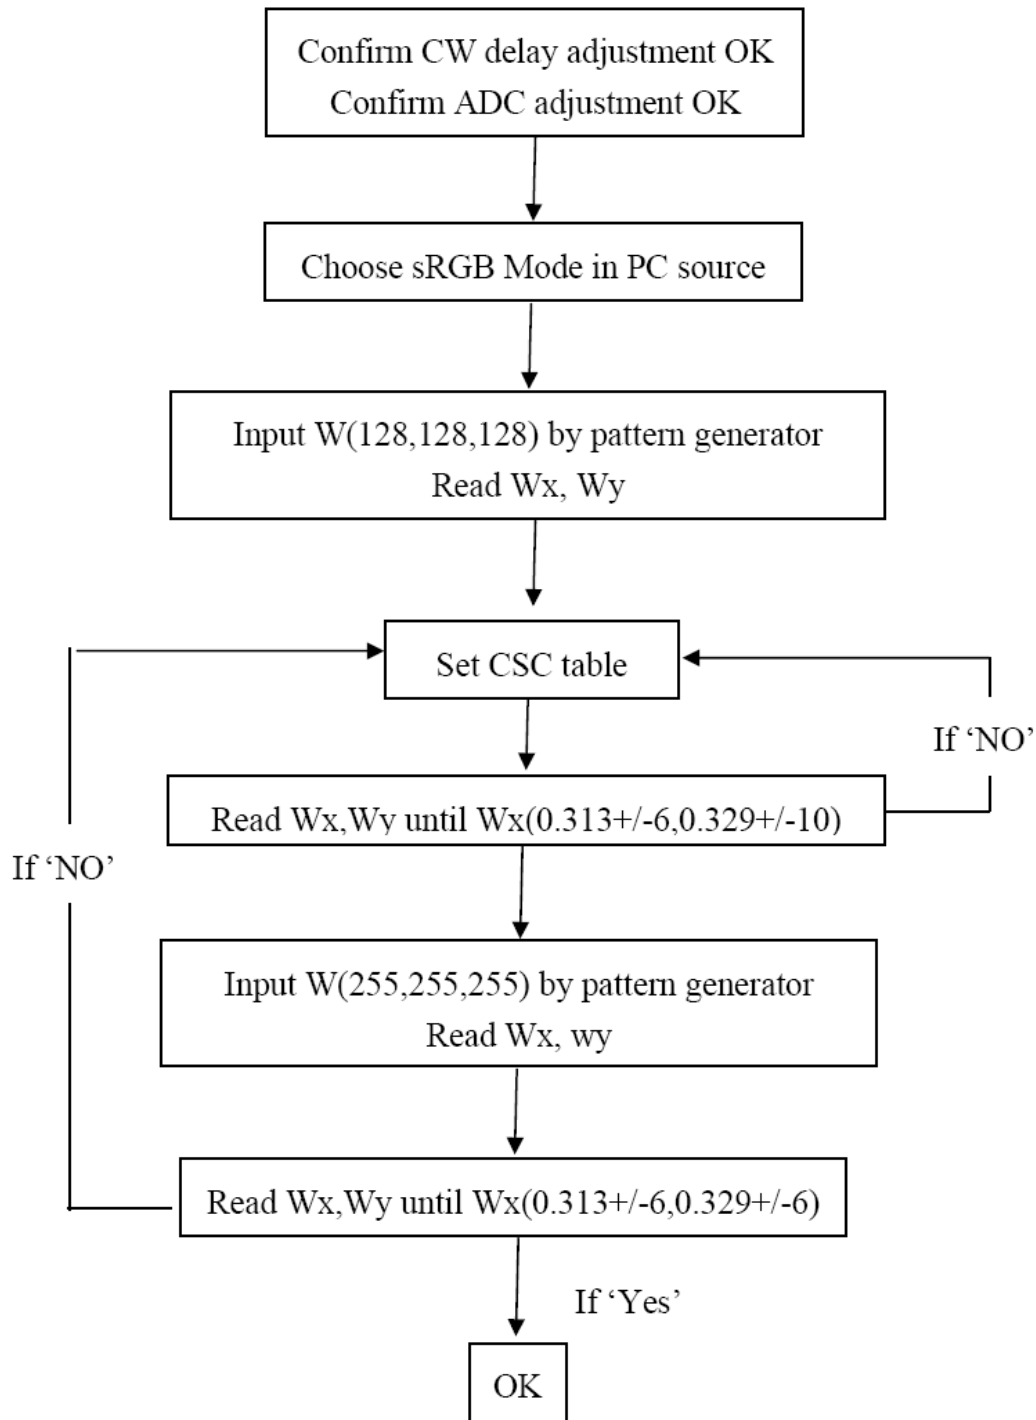 Confirm CW delay adjustment OK
Confirm ADC adjustment OK
Choose sRGB Mode in PC source
Input W(128,128,128) by pattern generator
Read Wx, Wy
Set CSC table
If ‘NO’
Read Wx,Wy until Wx(0.313+/-6,0.329+/-10)
If ‘NO’
Input W(255,255,255) by pattern generator
Read Wx, wy
Read Wx,Wy until Wx(0.313+/-6,0.329+/-6)
If ‘Yes’
OK